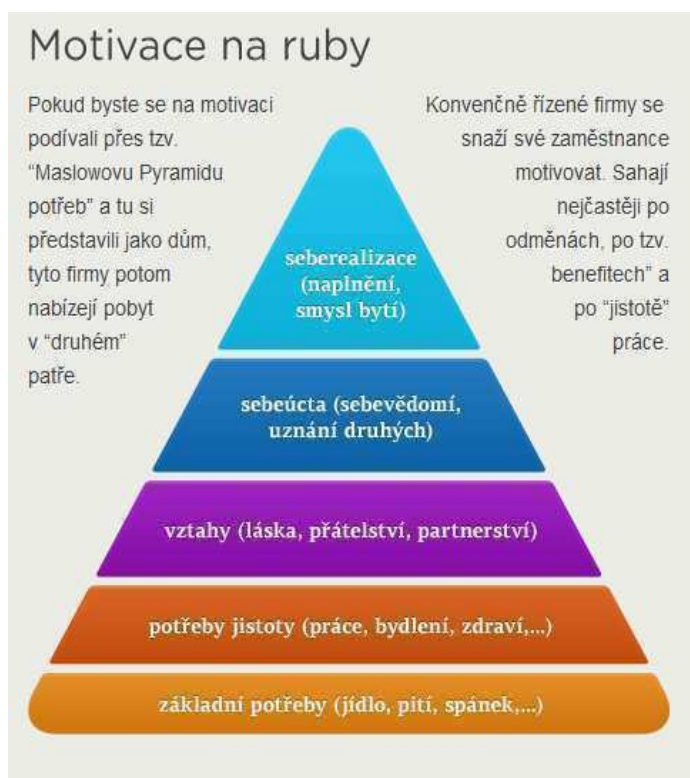 Motivace na ruby
Pokud byste se na motivaci
podívali přes tzv.
“Maslowovu Pyramidu
potřeb” a tu si
představili jako dům,
tyto firmy potom
nabízejí pobyt
v “druhém”
patře.
Konvenčně řízené firmy se
snaží své zaměstnance
motivovat. Sahají
nejčastěji po
odměnách, po tzv.
benefitech” a
po “jistotě”
práce.
seberealizace
(naplnění,
smysl bytí)
sebeúcta (sebevědomí,
uznání druhých)
vztahy (láska, přátelství, partnerství)
potřeby jistoty (práce, bydlení, zdraví,...)
základní potřeby (jídlo, pití, spánek,...)